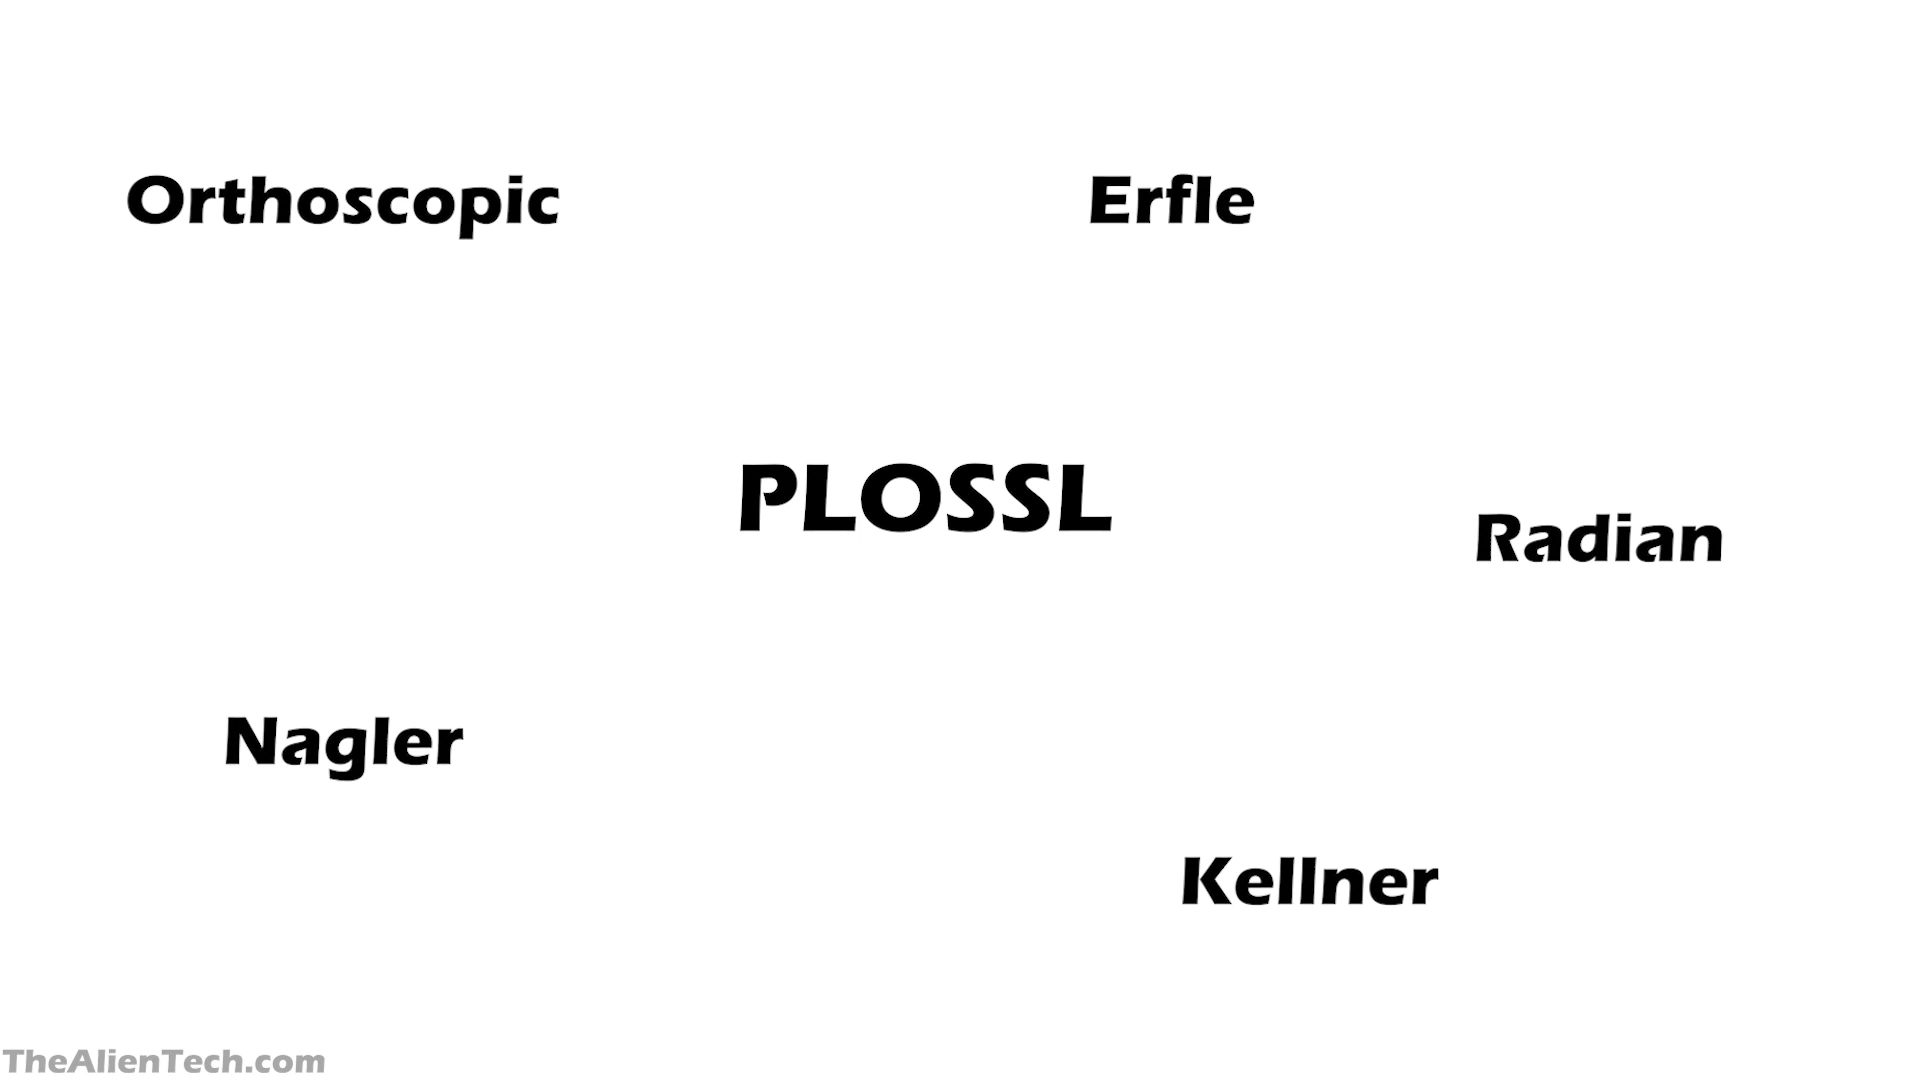 Orthoscopic
Erfle
PLOSSL
Radian
Nagler
Kellner
TheAlienTech.com